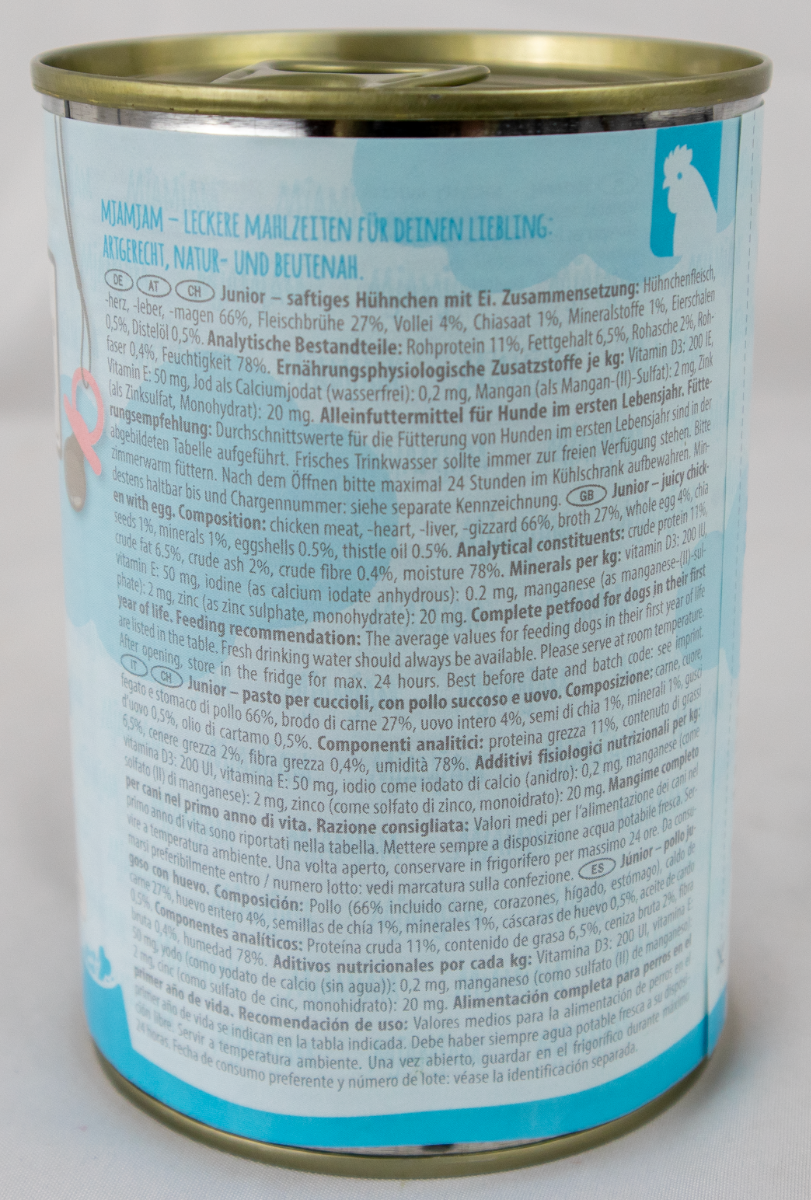 MJAMJAM – LECKERE MAHLZEITEN FÜR DEINEN LIEBLING:
ARTGERECHT, NATUR- UND BEUTENAH.
DE AT CH Junior – saftiges Hühnchen mit Ei. Zusammensetzung: Hühnchenfleisch,
-herz, -leber, -magen 66%, Fleischbrühe 27%, Vollei 4%, Chiasaat 1%, Mineralstoffe 1%, Eierschalen
0,5%, Distelöl 0,5%. Analytische Bestandteile: Rohprotein 11%, Fettgehalt 6,5%, Rohasche 2%, Roh-
faser 0,4%, Feuchtigkeit 78%. Ernährungsphysiologische Zusatzstoffe je kg: Vitamin D3: 200 IE,
Vitamin E: 50 mg, Jod als Calciumjodat (wasserfrei): 0,2 mg, Mangan (als Mangan-(II)-Sulfat): 2 mg, Zink
(als Zinksulfat, Monohydrat): 20 mg. Alleinfuttermittel für Hunde im ersten Lebensjahr. Fütte-
rungsempfehlung: Durchschnittswerte für die Fütterung von Hunden im ersten Lebensjahr sind in der
abgebildeten Tabelle aufgeführt. Frisches Trinkwasser sollte immer zur freien Verfügung stehen. Bitte
zimmerwarm füttern. Nach dem Öffnen bitte maximal 24 Stunden im Kühlschrank aufbewahren. Min-
destens haltbar bis und Chargennummer: siehe separate Kennzeichnung. GB Junior – juicy chick-
en with egg. Composition: chicken meat, -heart, -liver, -gizzard 66%, broth 27%, whole egg 4%, chia
seeds 1%, minerals 1%, eggshells 0.5%, thistle oil 0.5%. Analytical constituents: crude protein 11%,
crude fat 6.5%, crude ash 2%, crude fibre 0.4%, moisture 78%. Minerals per kg: vitamin D3: 200 IU,
vitamin E: 50 mg, iodine (as calcium iodate anhydrous): 0.2 mg, manganese (as manganese-(II)-sul-
phate): 2 mg, zinc (as zinc sulphate, monohydrate): 20 mg. Complete petfood for dogs in their first
year of life. Feeding recommendation: The average values for feeding dogs in their first year of life
are listed in the table. Fresh drinking water should always be available. Please serve at room temperature.
After opening, store in the fridge for max. 24 hours. Best before date and batch code: see imprint.
IT CH Junior – pasto per cuccioli, con pollo succoso e uovo. Composizione: carne, cuore,
fegato e stomaco di pollo 66%, brodo di carne 27%, uovo intero 4%, semi di chia 1%, minerali 1%, gusci
d'uovo 0,5%, olio di cartamo 0,5%. Componenti analitici: proteina grezza 11%, contenuto di grassi
6,5%, cenere grezza 2%, fibra grezza 0,4%, umidità 78%. Additivi fisiologici nutrizionali per kg:
vitamina D3: 200 UI, vitamina E: 50 mg, iodio come iodato di calcio (anidro): 0,2 mg, manganese (come
solfato (II) di manganese): 2 mg, zinco (come solfato di zinco, monoidrato): 20 mg. Mangime completo
per cani nel primo anno di vita. Razione consigliata: Valori medi per l'alimentazione dei cani nel
primo anno di vita sono riportati nella tabella. Mettere sempre a disposizione acqua potabile fresca. Ser-
vire a temperatura ambiente. Una volta aperto, conservare in frigorifero per massimo 24 ore. Da consu-
marsi preferibilmente entro / numero lotto: vedi marcatura sulla confezione. ES Júnior – pollo ju-
goso con huevo. Composición: Pollo (66% incluido carne, corazones, hígado, estómago), caldo de
carne 27%, huevo entero 4%, semillas de chía 1%, minerales 1%, cáscaras de huevo 0,5%, aceite de cardo
0,5%. Componentes analíticos: Proteína cruda 11%, contenido de grasa 6,5%, ceniza bruta 2%, fibra
bruta 0,4%, humedad 78%. Aditivos nutricionales por cada kg: Vitamina D3: 200 UI, vitamina E:
50 mg, yodo (como yodato de calcio (sin agua)): 0,2 mg, manganeso (como sulfato (II) de manganeso):
2 mg, zinc (como sulfato de cinc, monohidrato): 20 mg. Alimentación completa para perros en el
primer año de vida. Recomendación de uso: Valores medios para la alimentación de perros en el
primer año de vida se indican en la tabla indicada. Debe haber siempre agua potable fresca a su disposi-
ción libre. Servir a temperatura ambiente. Una vez abierto, guardar en el frigorífico durante máximo
24 horas. Fecha de consumo preferente y número de lote: véase la identificación separada.